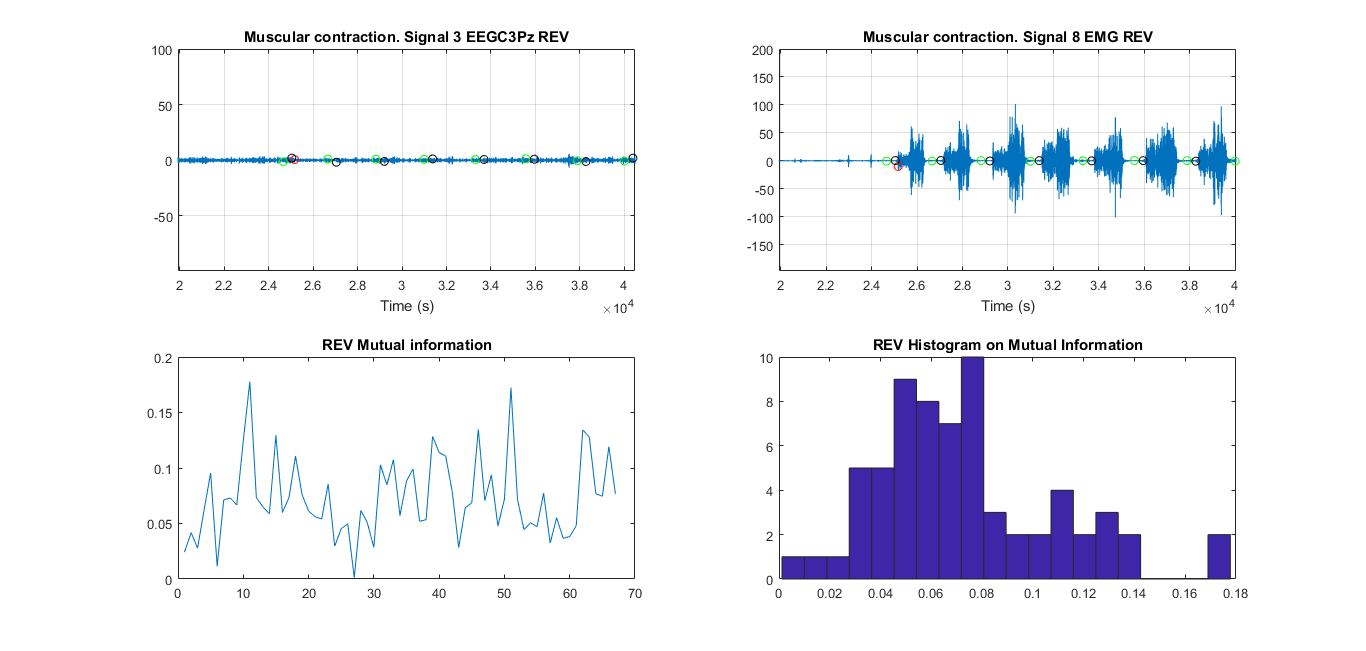 Muscular contraction. Signal 3 EEGC3Pz REV
100
50
0
-50
2 2.2 2.4 2.6 2.8 3 3.2 3.4 3.6 3.8 4
Time (s)
×10^4
Muscular contraction. Signal 8 EMG REV
200
150
100
50
0
-50
-100
-150
2 2.2 2.4 2.6 2.8 3 3.2 3.4 3.6 3.8 4
Time (s)
×10^4
REV Mutual information
0.2
0.15
0.1
0.05
0
0 10 20 30 40 50 60 70
REV Histogram on Mutual Information
10
8
6
4
2
0
0 0.02 0.04 0.06 0.08 0.1 0.12 0.14 0.16 0.18